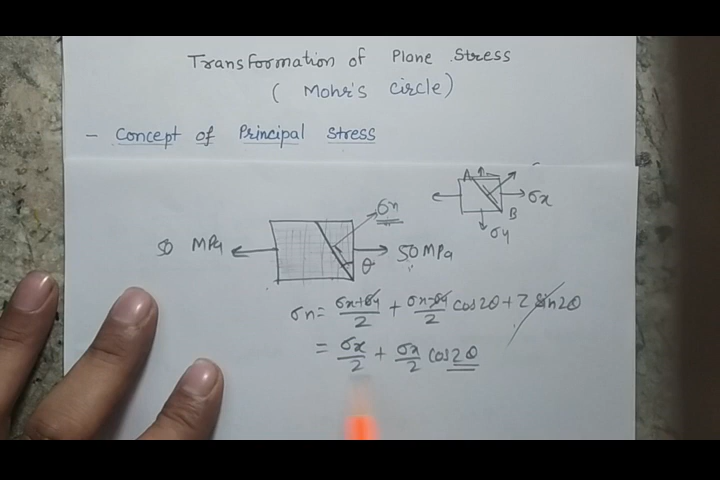 Transformation of Plane Stress
( Mohr's Circle )
- Concept of Principal Stress
A
B
σx
σy
σn
50 MPa
50 MPa
θ
σn = σx+σy/2 + σx-σy/2 cos2θ + τ sin2θ
= σx/2 + σx/2 cos2θ